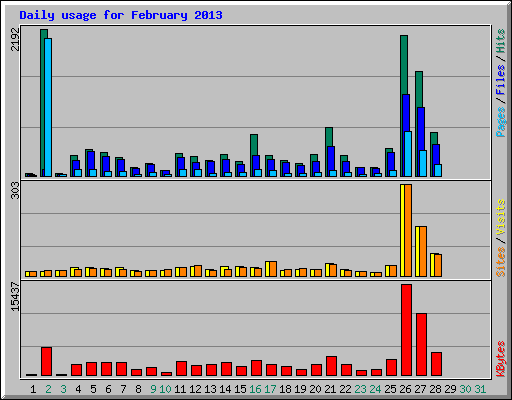 Daily usage for February 2013
2192
Pages / Files / Hits
303
Sites / Visits
15437
KBytes
1 2 3 4 5 6 7 8 9 10 11 12 13 14 15 16 17 18 19 20 21 22 23 24 25 26 27 28 29 30 31